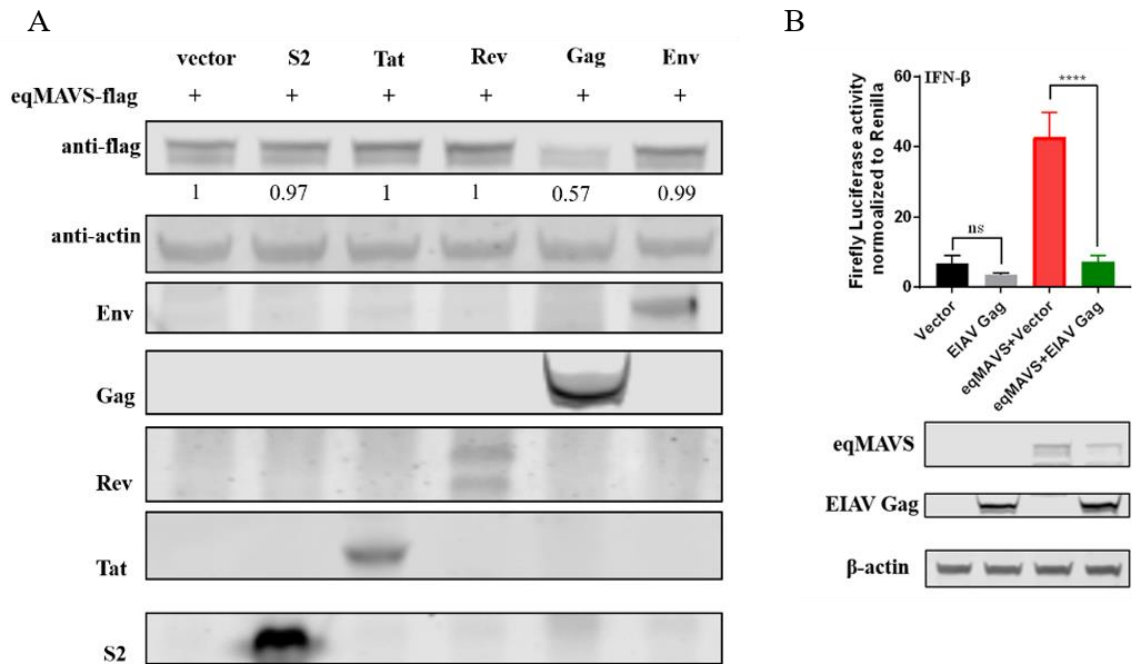 A
vector S2 Tat Rev Gag Env
eqMAVS-flag + + + + + +
anti-flag
1 0.97 1 1 0.57 0.99
anti-actin
Env
Gag
Rev
Tat
S2
B
IFN-β
****
ns
Firefly Luciferase activity
normoalized to Renilla
60
40
20
0
Vector
EIAV Gag
eqMAVS+Vector
eqMAVS+EIAV Gag
eqMAVS
EIAV Gag
β-actin